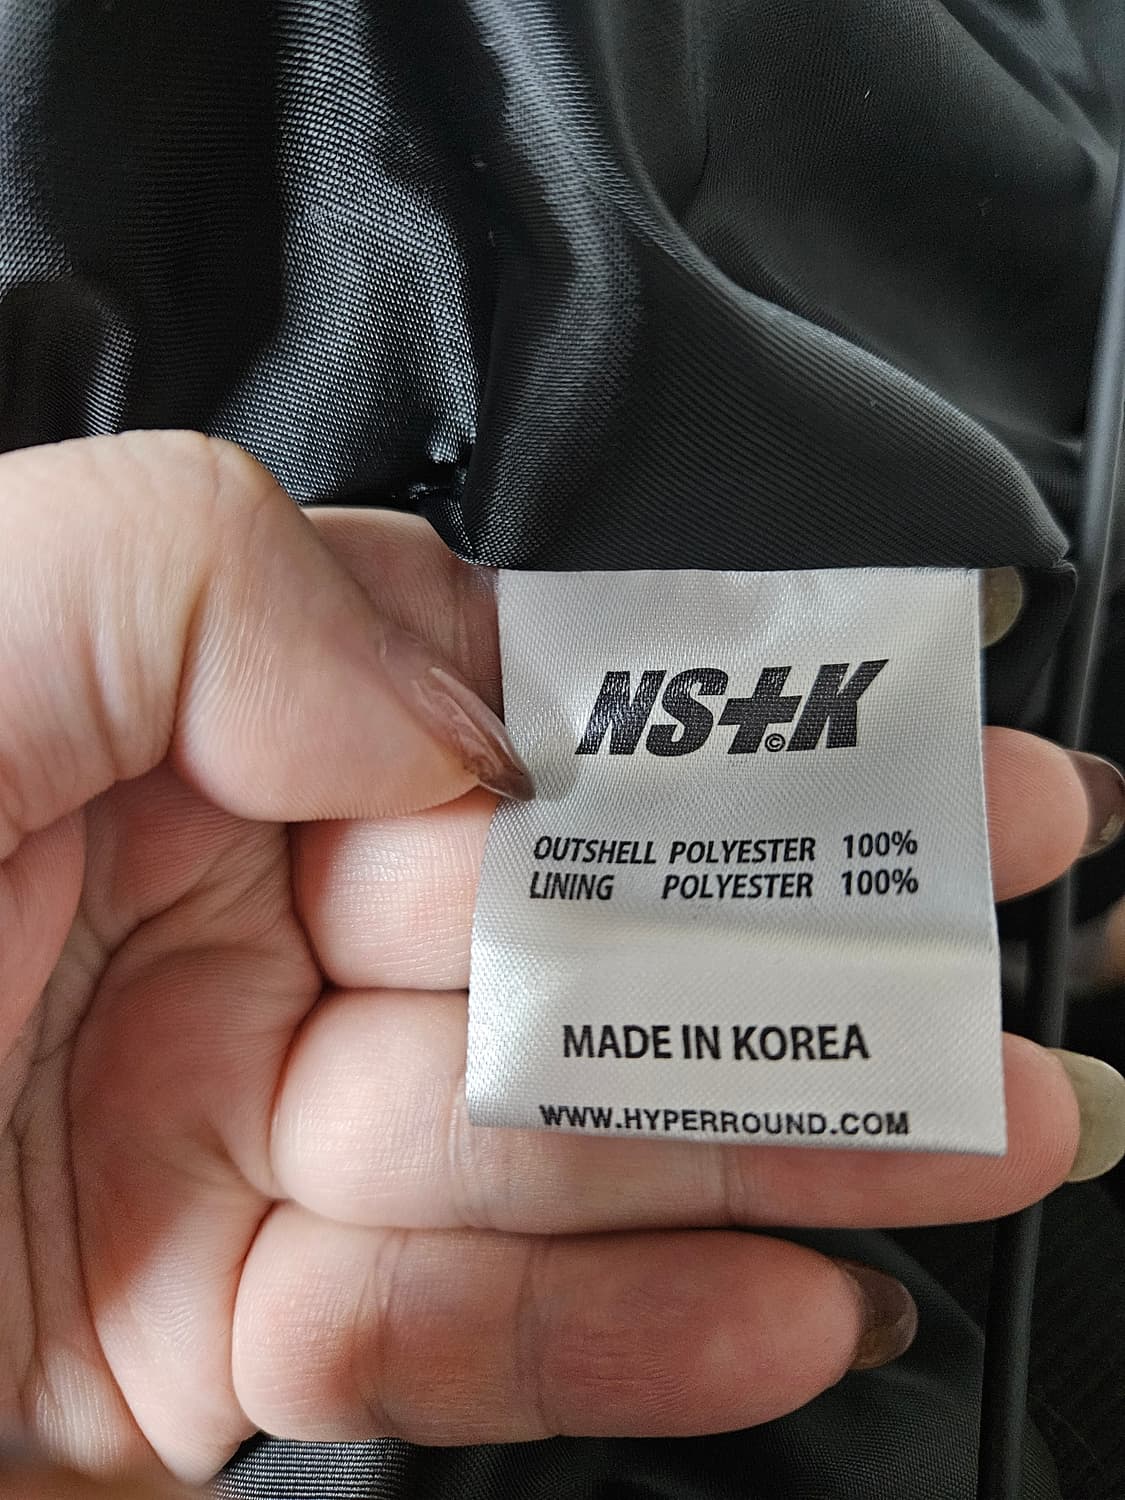 NS+K
©
OUTSHELL POLYESTER 100%
LINING POLYESTER 100%
MADE IN KOREA
WWW.HYPERROUND.COM